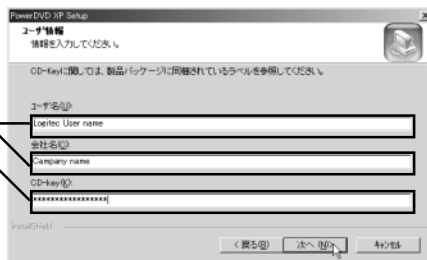 PowerDVD XP Setup
ユーザ情報
情報を入力してください。
CD-Keyに関しては、製品パッケージに同梱されているラベルを参照してください。
ユーザ名(U):
Logitec User name
会社名(C):
Company name
CD-key(K):
*****************
InstallShield
< 戻る(B) 次へ (N)> キャンセル